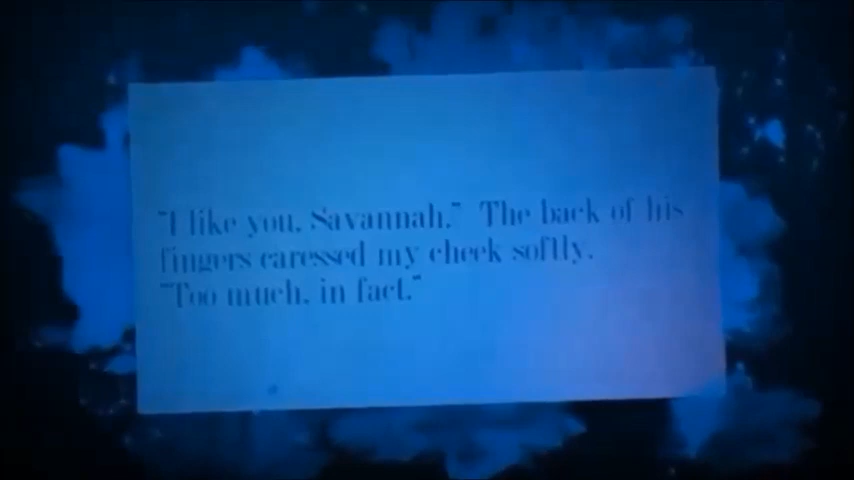 "I like you, Savannah." The back of his
fingers caressed my cheek softly.
"Too much, in fact."